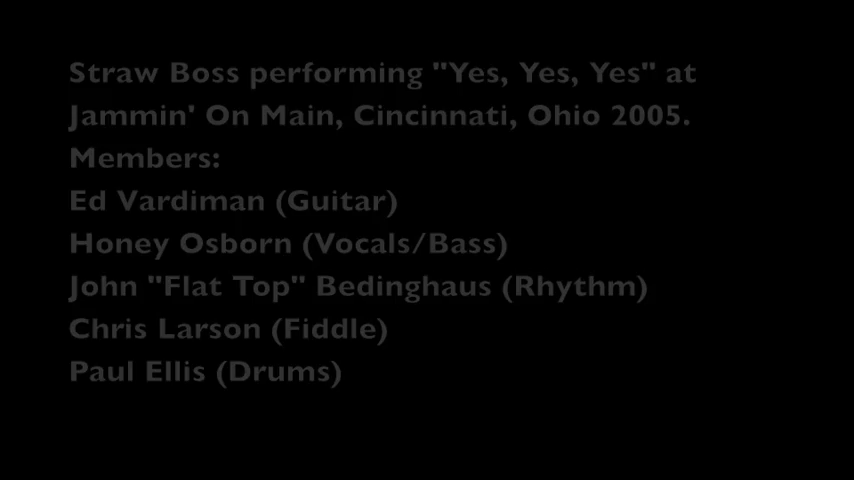 Straw Boss performing "Yes, Yes, Yes" at
Jammin' On Main, Cincinnati, Ohio 2005.
Members:
Ed Vardiman (Guitar)
Honey Osborn (Vocals/Bass)
John "Flat Top" Bedinghaus (Rhythm)
Chris Larson (Fiddle)
Paul Ellis (Drums)